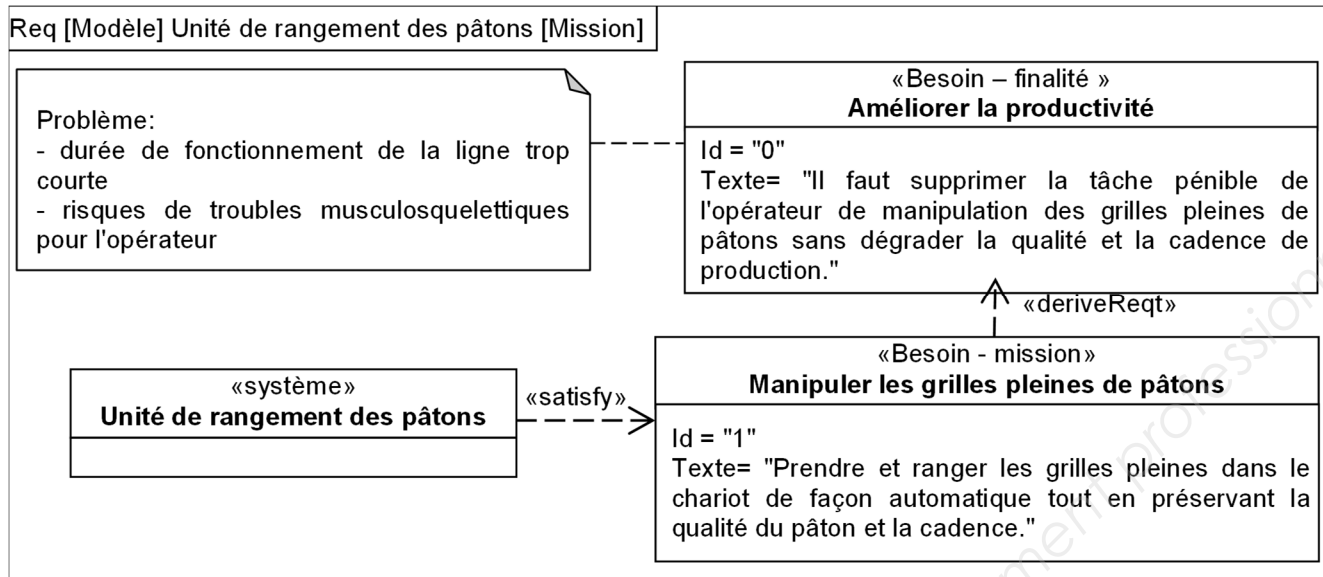 Req [Modèle] Unité de rangement des pâtons [Mission]
Problème:
- durée de fonctionnement de la ligne trop
courte
- risques de troubles musculosquelettiques
pour l'opérateur
«Besoin – finalité »
Améliorer la productivité
Id = "0"
Texte= "Il faut supprimer la tâche pénible de
l'opérateur de manipulation des grilles pleines de
pâtons sans dégrader la qualité et la cadence de
production."
«deriveReqt»
«système»
Unité de rangement des pâtons
«satisfy»
«Besoin - mission»
Manipuler les grilles pleines de pâtons
Id = "1"
Texte= "Prendre et ranger les grilles pleines dans le
chariot de façon automatique tout en préservant la
qualité du pâton et la cadence."